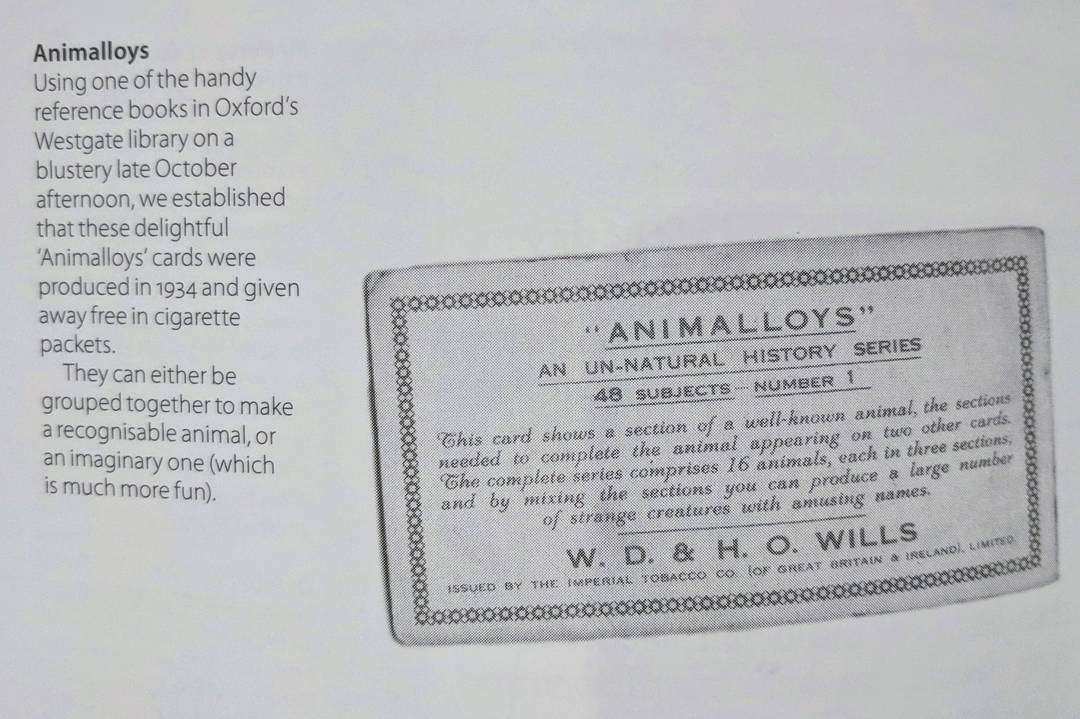 Animalloys
Using one of the handy
reference books in Oxford's
Westgate library on a
blustery late October
afternoon, we established
that these delightful
'Animalloys' cards were
produced in 1934 and given
away free in cigarette
packets.
They can either be
grouped together to make
a recognisable animal, or
an imaginary one (which
is much more fun).
"ANIMALLOYS"
AN UN-NATURAL HISTORY SERIES
48 SUBJECTS — NUMBER 1
This card shows a section of a well-known animal, the sections
needed to complete the animal appearing on two other cards.
The complete series comprises 16 animals, each in three sections,
and by mixing the sections you can produce a large number
of strange creatures with amusing names.
W. D. & H. O. WILLS
ISSUED BY THE IMPERIAL TOBACCO CO. (OF GREAT BRITAIN & IRELAND), LIMITED